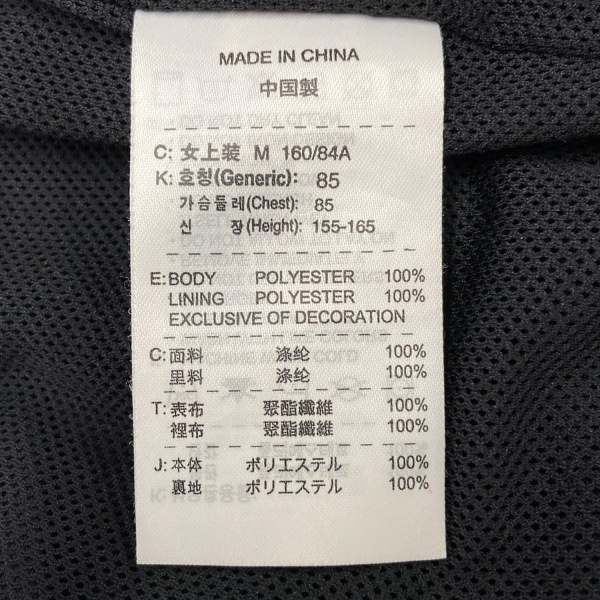 MADE IN CHINA
中国製
C: 女上装 M 160/84A
K: 호칭(Generic): 85
가슴둘레(Chest): 85
신 장(Height): 155-165
E: BODY POLYESTER 100%
LINING POLYESTER 100%
EXCLUSIVE OF DECORATION
C: 面料 涤纶 100%
里料 涤纶 100%
T: 表布 聚酯纖維 100%
裡布 聚酯纖維 100%
J: 本体 ポリエステル 100%
裏地 ポリエステル 100%